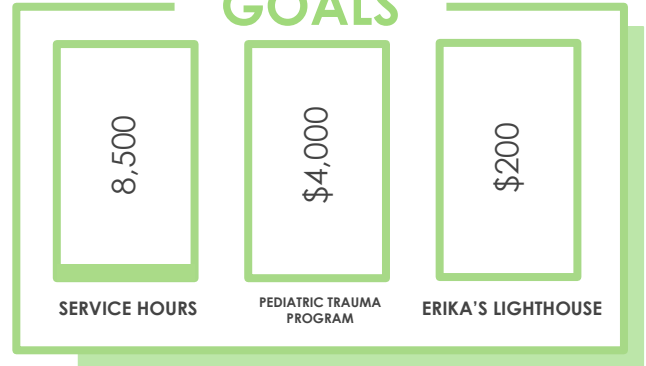 GOALS
8,500
$4,000
$200
SERVICE HOURS
PEDIATRIC TRAUMA
PROGRAM
ERIKA'S LIGHTHOUSE